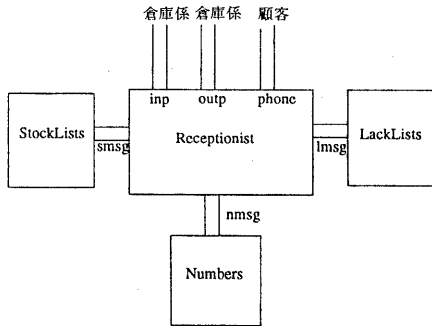 倉庫係 倉庫係 顧客
inp outp phone
StockLists
Receptionist
LackLists
smsg
lmsg
nmsg
Numbers